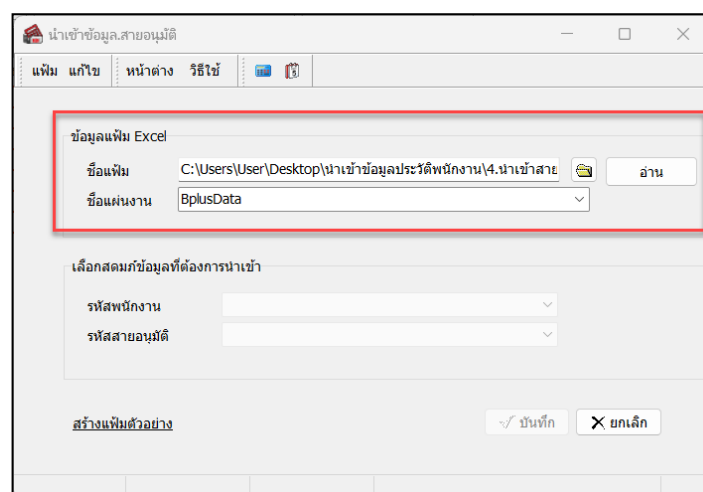 นำเข้าข้อมูล.สายอนุมัติ
แฟ้ม แก้ไข หน้าต่าง วิธีใช้
ข้อมูลแฟ้ม Excel
ชื่อแฟ้ม C:\Users\User\Desktop\นำเข้าข้อมูลประวัติพนักงาน\4.นำเข้าสาย อ่าน
ชื่อแผ่นงาน BplusData
เลือกสดมภ์ข้อมูลที่ต้องการนำเข้า
รหัสพนักงาน
รหัสสายอนุมัติ
สร้างแฟ้มตัวอย่าง บันทึก ยกเลิก